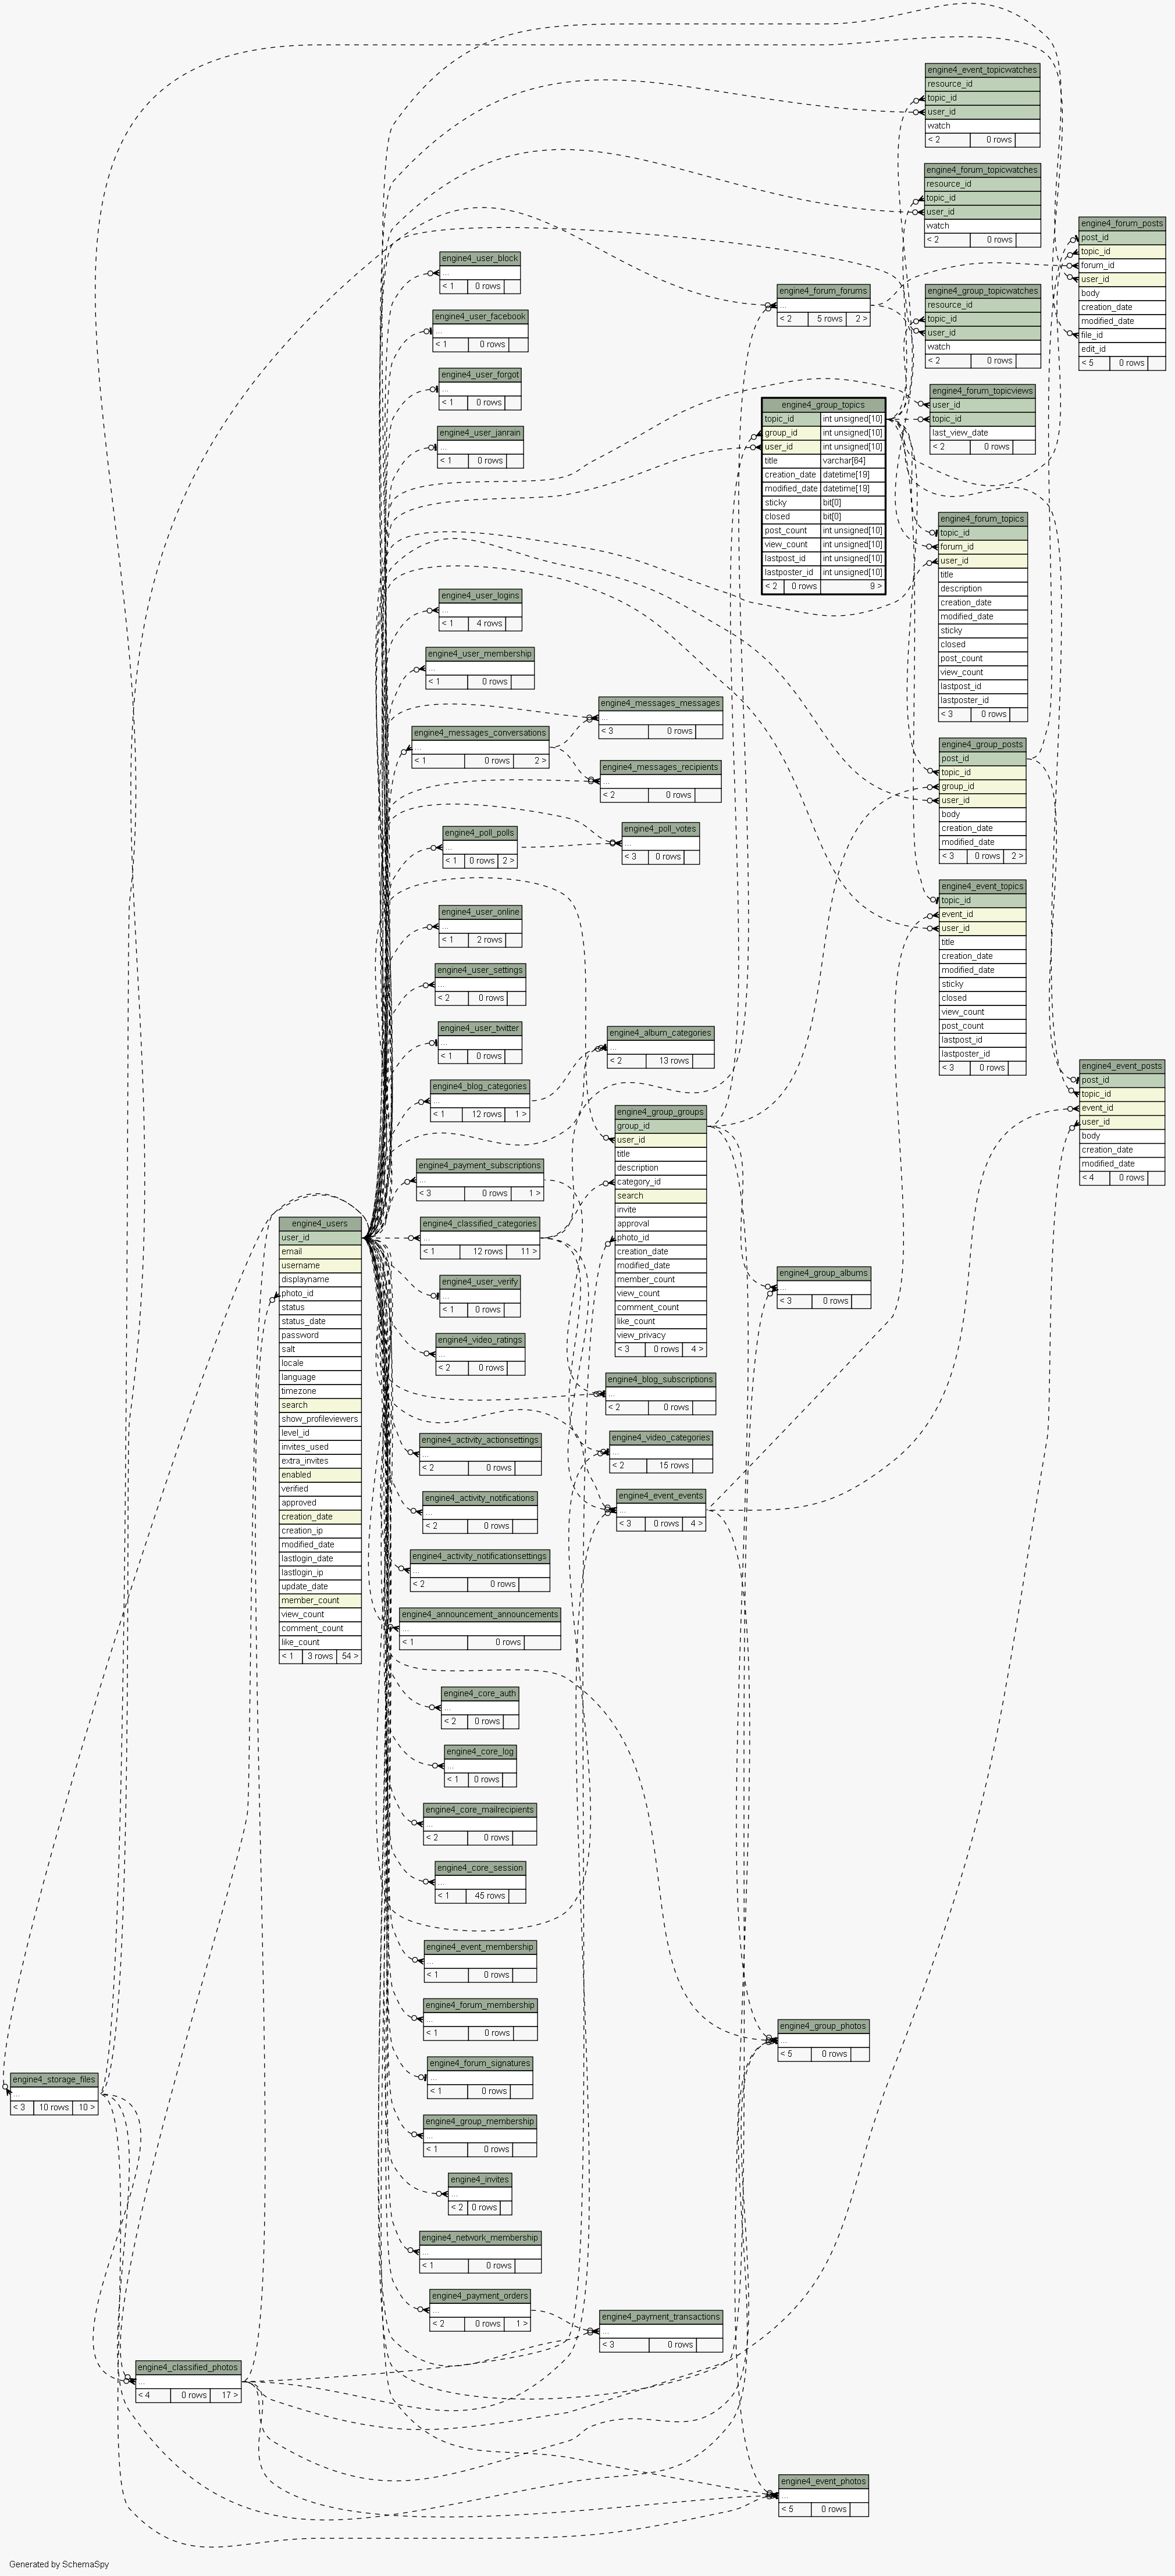 engine4_event_topicwatches
resource_id
topic_id
user_id
watch
< 2 0 rows
engine4_forum_topicwatches
resource_id
topic_id
user_id
watch
< 2 0 rows
engine4_forum_posts
post_id
topic_id
forum_id
user_id
body
creation_date
modified_date
file_id
edit_id
< 5 0 rows
engine4_user_block
...
< 1 0 rows
engine4_forum_forums
...
< 2 5 rows 2 >
engine4_group_topicwatches
resource_id
topic_id
user_id
watch
< 2 0 rows
engine4_user_facebook
...
< 1 0 rows
engine4_user_forgot
...
< 1 0 rows
engine4_forum_topicviews
user_id
topic_id
last_view_date
< 2 0 rows
engine4_group_topics
topic_id int unsigned[10]
group_id int unsigned[10]
user_id int unsigned[10]
title varchar[64]
creation_date datetime[19]
modified_date datetime[19]
sticky bit[0]
closed bit[0]
post_count int unsigned[10]
view_count int unsigned[10]
lastpost_id int unsigned[10]
lastposter_id int unsigned[10]
< 2 0 rows 9 >
engine4_user_janrain
...
< 1 0 rows
engine4_forum_topics
topic_id
forum_id
user_id
title
description
creation_date
modified_date
sticky
closed
post_count
view_count
lastpost_id
lastposter_id
< 3 0 rows
engine4_user_logins
...
< 1 4 rows
engine4_user_membership
...
< 1 0 rows
engine4_messages_messages
...
< 3 0 rows
engine4_messages_conversations
...
< 1 0 rows 2 >
engine4_group_posts
post_id
topic_id
group_id
user_id
body
creation_date
modified_date
< 3 0 rows 2 >
engine4_messages_recipients
...
< 2 0 rows
engine4_poll_polls
...
< 1 0 rows 2 >
engine4_poll_votes
...
< 3 0 rows
engine4_event_topics
topic_id
event_id
user_id
title
creation_date
modified_date
sticky
closed
view_count
post_count
lastpost_id
lastposter_id
< 3 0 rows
engine4_user_online
...
< 1 2 rows
engine4_user_settings
...
< 2 0 rows
engine4_user_twitter
...
< 1 0 rows
engine4_album_categories
...
< 2 13 rows
engine4_event_posts
post_id
topic_id
event_id
user_id
body
creation_date
modified_date
< 4 0 rows
engine4_blog_categories
...
< 1 12 rows 1 >
engine4_group_groups
group_id
user_id
title
description
category_id
search
invite
approval
photo_id
creation_date
modified_date
member_count
view_count
comment_count
like_count
view_privacy
< 3 0 rows 4 >
engine4_payment_subscriptions
...
< 3 0 rows 1 >
engine4_users
user_id
email
username
displayname
photo_id
status
status_date
password
salt
locale
language
timezone
search
show_profileviewers
level_id
invites_used
extra_invites
enabled
verified
approved
creation_date
creation_ip
modified_date
lastlogin_date
lastlogin_ip
update_date
member_count
view_count
comment_count
like_count
< 1 3 rows 54 >
engine4_classified_categories
...
< 1 12 rows 11 >
engine4_group_albums
...
< 3 0 rows
engine4_user_verify
...
< 1 0 rows
engine4_video_ratings
...
< 2 0 rows
engine4_blog_subscriptions
...
< 2 0 rows
engine4_video_categories
...
< 2 15 rows
engine4_activity_actionsettings
...
< 2 0 rows
engine4_event_events
...
< 3 0 rows 4 >
engine4_activity_notifications
...
< 2 0 rows
engine4_activity_notificationsettings
...
< 2 0 rows
engine4_announcement_announcements
...
< 1 0 rows
engine4_core_auth
...
< 2 0 rows
engine4_core_log
...
< 1 0 rows
engine4_core_mailrecipients
...
< 2 0 rows
engine4_core_session
...
< 1 45 rows
engine4_event_membership
...
< 1 0 rows
engine4_forum_membership
...
< 1 0 rows
engine4_group_photos
...
< 5 0 rows
engine4_forum_signatures
...
< 1 0 rows
engine4_storage_files
...
< 3 10 rows 10 >
engine4_group_membership
...
< 1 0 rows
engine4_invites
...
< 2 0 rows
engine4_network_membership
...
< 1 0 rows
engine4_payment_orders
...
< 2 0 rows 1 >
engine4_payment_transactions
...
< 3 0 rows
engine4_classified_photos
...
< 4 0 rows 17 >
engine4_event_photos
...
< 5 0 rows
Generated by SchemaSpy